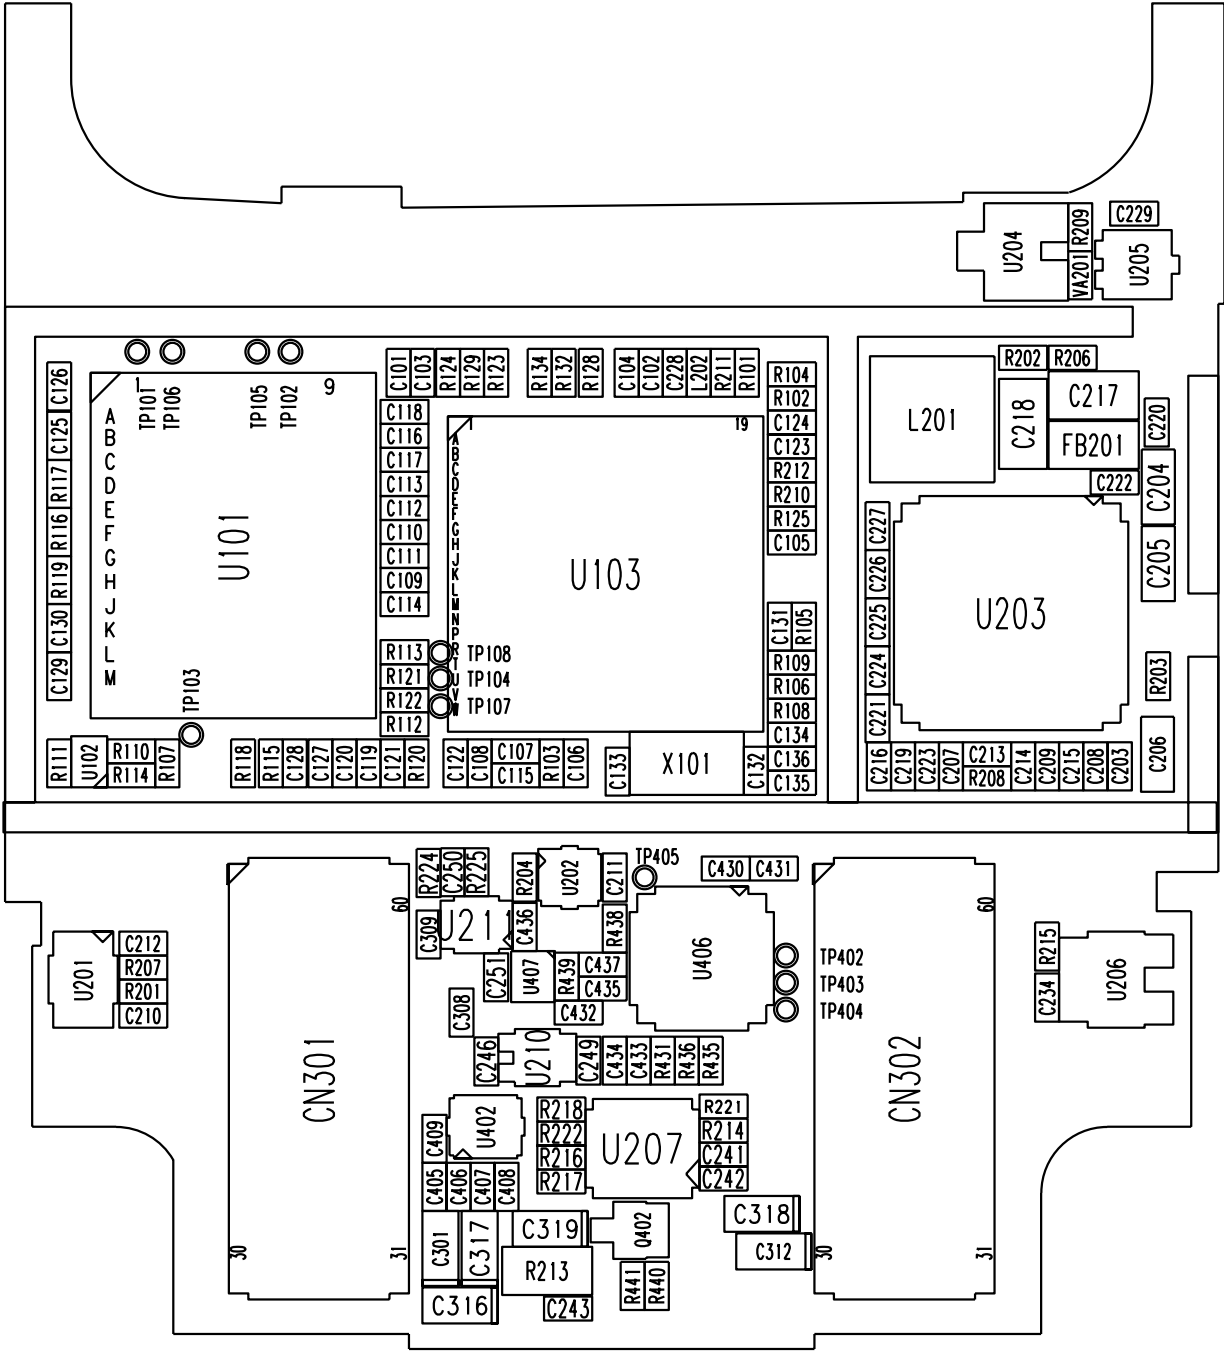 C229
R209
U204
U205
VA201
TP101
TP106
TP105
TP102
C101
C103
R124
R129
R123
R134
R132
R128
C104
C102
C228
L202
R211
R101
R104
R102
C124
C123
R212
R210
R125
C105
R202
R206
C217
C218
L201
FB201
C220
C222
C204
C205
C126
C125
R117
R116
R119
C130
C129
1
9
A
B
C
D
E
F
G
H
J
K
L
M
U101
C118
C116
C117
C113
C112
C110
C111
C109
C114
R113
R121
R122
R112
TP108
TP104
TP107
1
19
A
B
C
D
E
F
G
H
J
K
L
M
N
P
R
T
U
V
W
U103
C131
R105
R109
R106
R108
C134
C136
C135
C227
C226
C225
C224
C221
U203
R203
C206
TP103
R111
U102
R110
R114
R107
R118
R115
C128
C127
C120
C119
C121
R120
C122
C108
C107
C115
R103
C106
C133
X101
C132
C216
C219
C223
C207
C213
R208
C214
C209
C215
C208
C203
R224
C250
R225
R204
U202
C211
TP405
C430
C431
60
60
C309
U211
C436
R438
U406
C212
R207
R201
C210
U201
C251
U407
R439
C437
C435
C432
TP402
TP403
TP404
R215
C234
U206
C308
C246
U210
C249
C434
C433
R431
R436
R435
CN301
CN302
C409
U402
R218
R222
R216
R217
U207
R221
R214
C241
C242
C405
C406
C407
C408
C301
C317
C319
Q402
C318
C312
30
31
30
31
R213
R441
R440
C316
C243